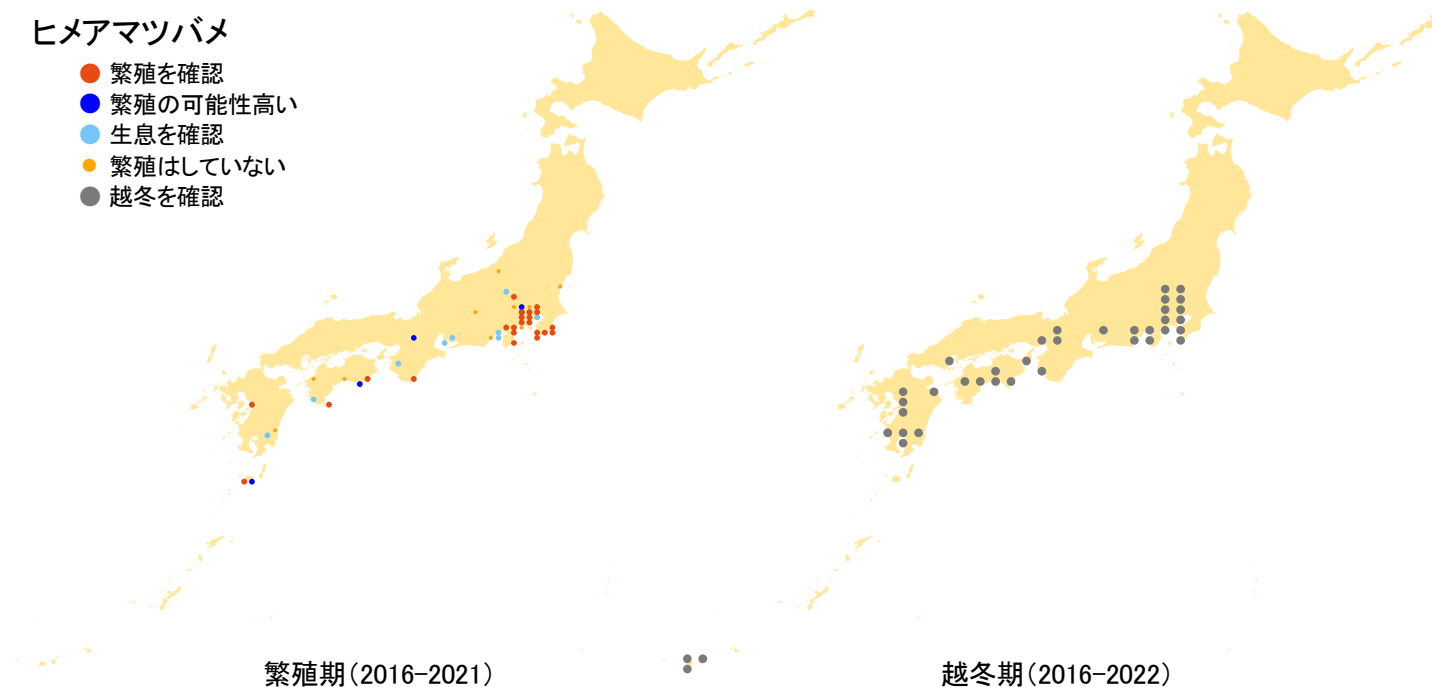 ヒメアマツバメ
繁殖を確認
繁殖の可能性高い
生息を確認
繁殖はしていない
越冬を確認
繁殖期(2016-2021)
越冬期(2016-2022)